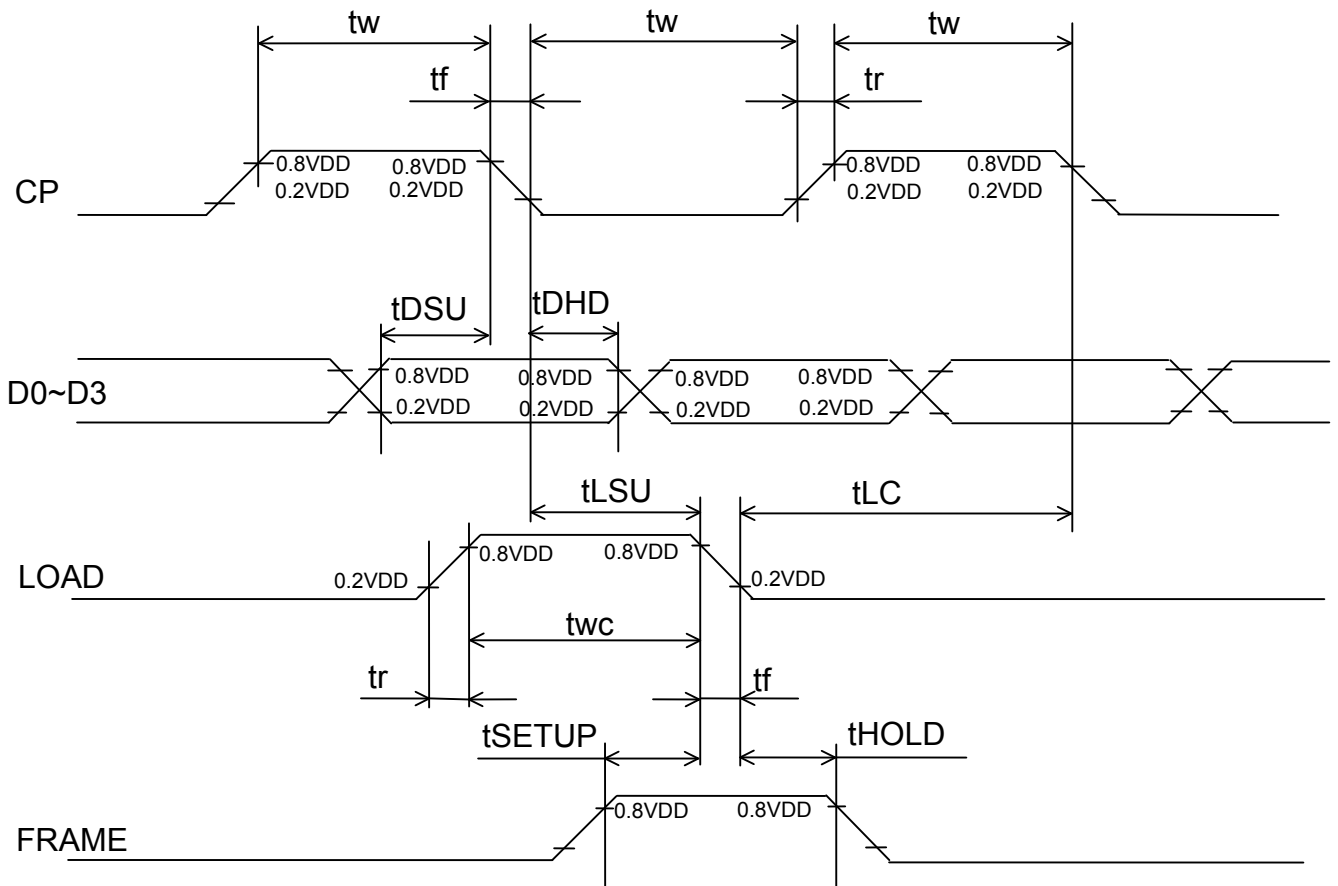 tw tw tw
tf tr
0.8VDD 0.8VDD 0.8VDD 0.8VDD
CP
0.2VDD 0.2VDD 0.2VDD 0.2VDD
tDSU tDHD
0.8VDD 0.8VDD 0.8VDD 0.8VDD
D0~D3
0.2VDD 0.2VDD 0.2VDD 0.2VDD
tLSU tLC
0.8VDD 0.8VDD
LOAD 0.2VDD 0.2VDD
twc
tr tf
tSETUP tHOLD
0.8VDD 0.8VDD
FRAME